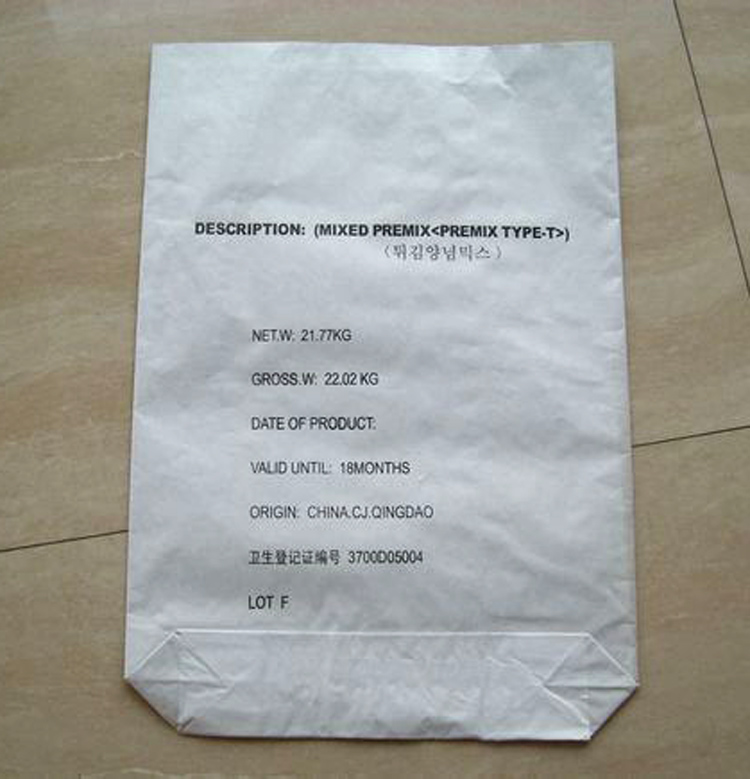 DESCRIPTION: (MIXED PREMIX<PREMIX TYPE-T>)
(튀김양념믹스)
NET.W: 21.77KG
GROSS.W: 22.02 KG
DATE OF PRODUCT:
VALID UNTIL: 18MONTHS
ORIGIN: CHINA.CJ.QINGDAO
卫生登记证编号 3700D05004
LOT F